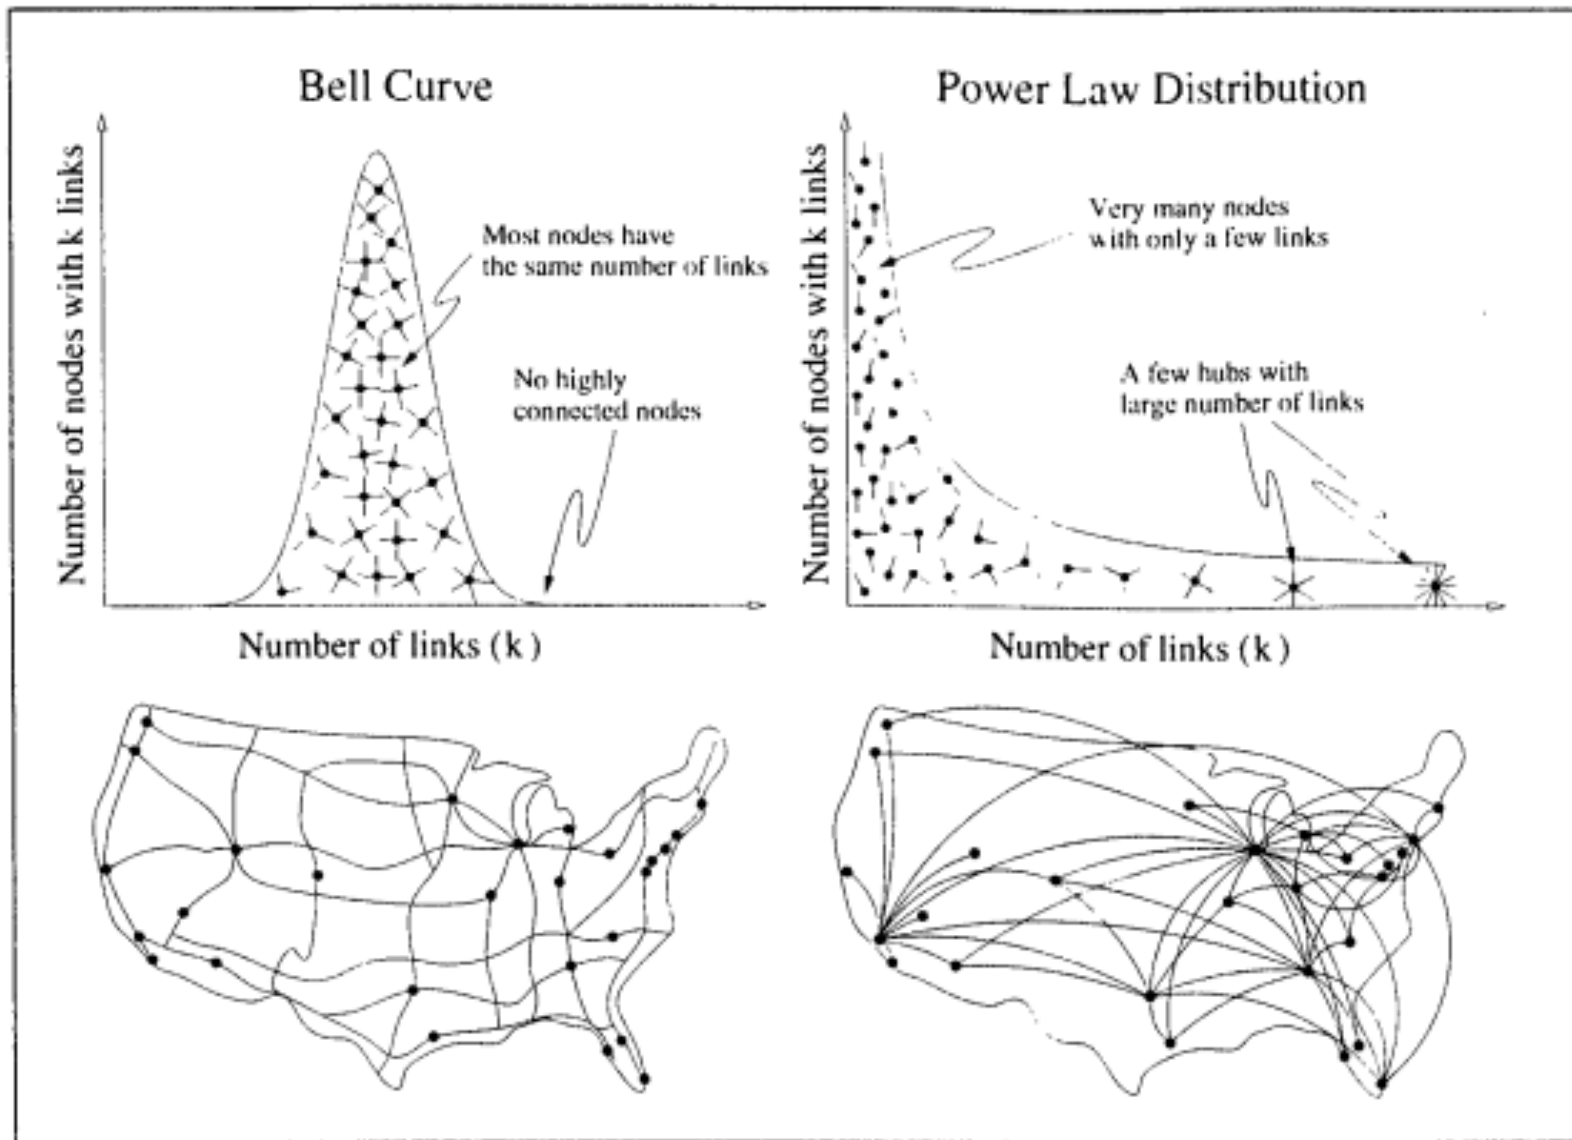 Bell Curve
Number of nodes with k links
Most nodes have
the same number of links
No highly
connected nodes
Number of links (k)
Power Law Distribution
Number of nodes with k links
Very many nodes
with only a few links
A few hubs with
large number of links
Number of links (k)